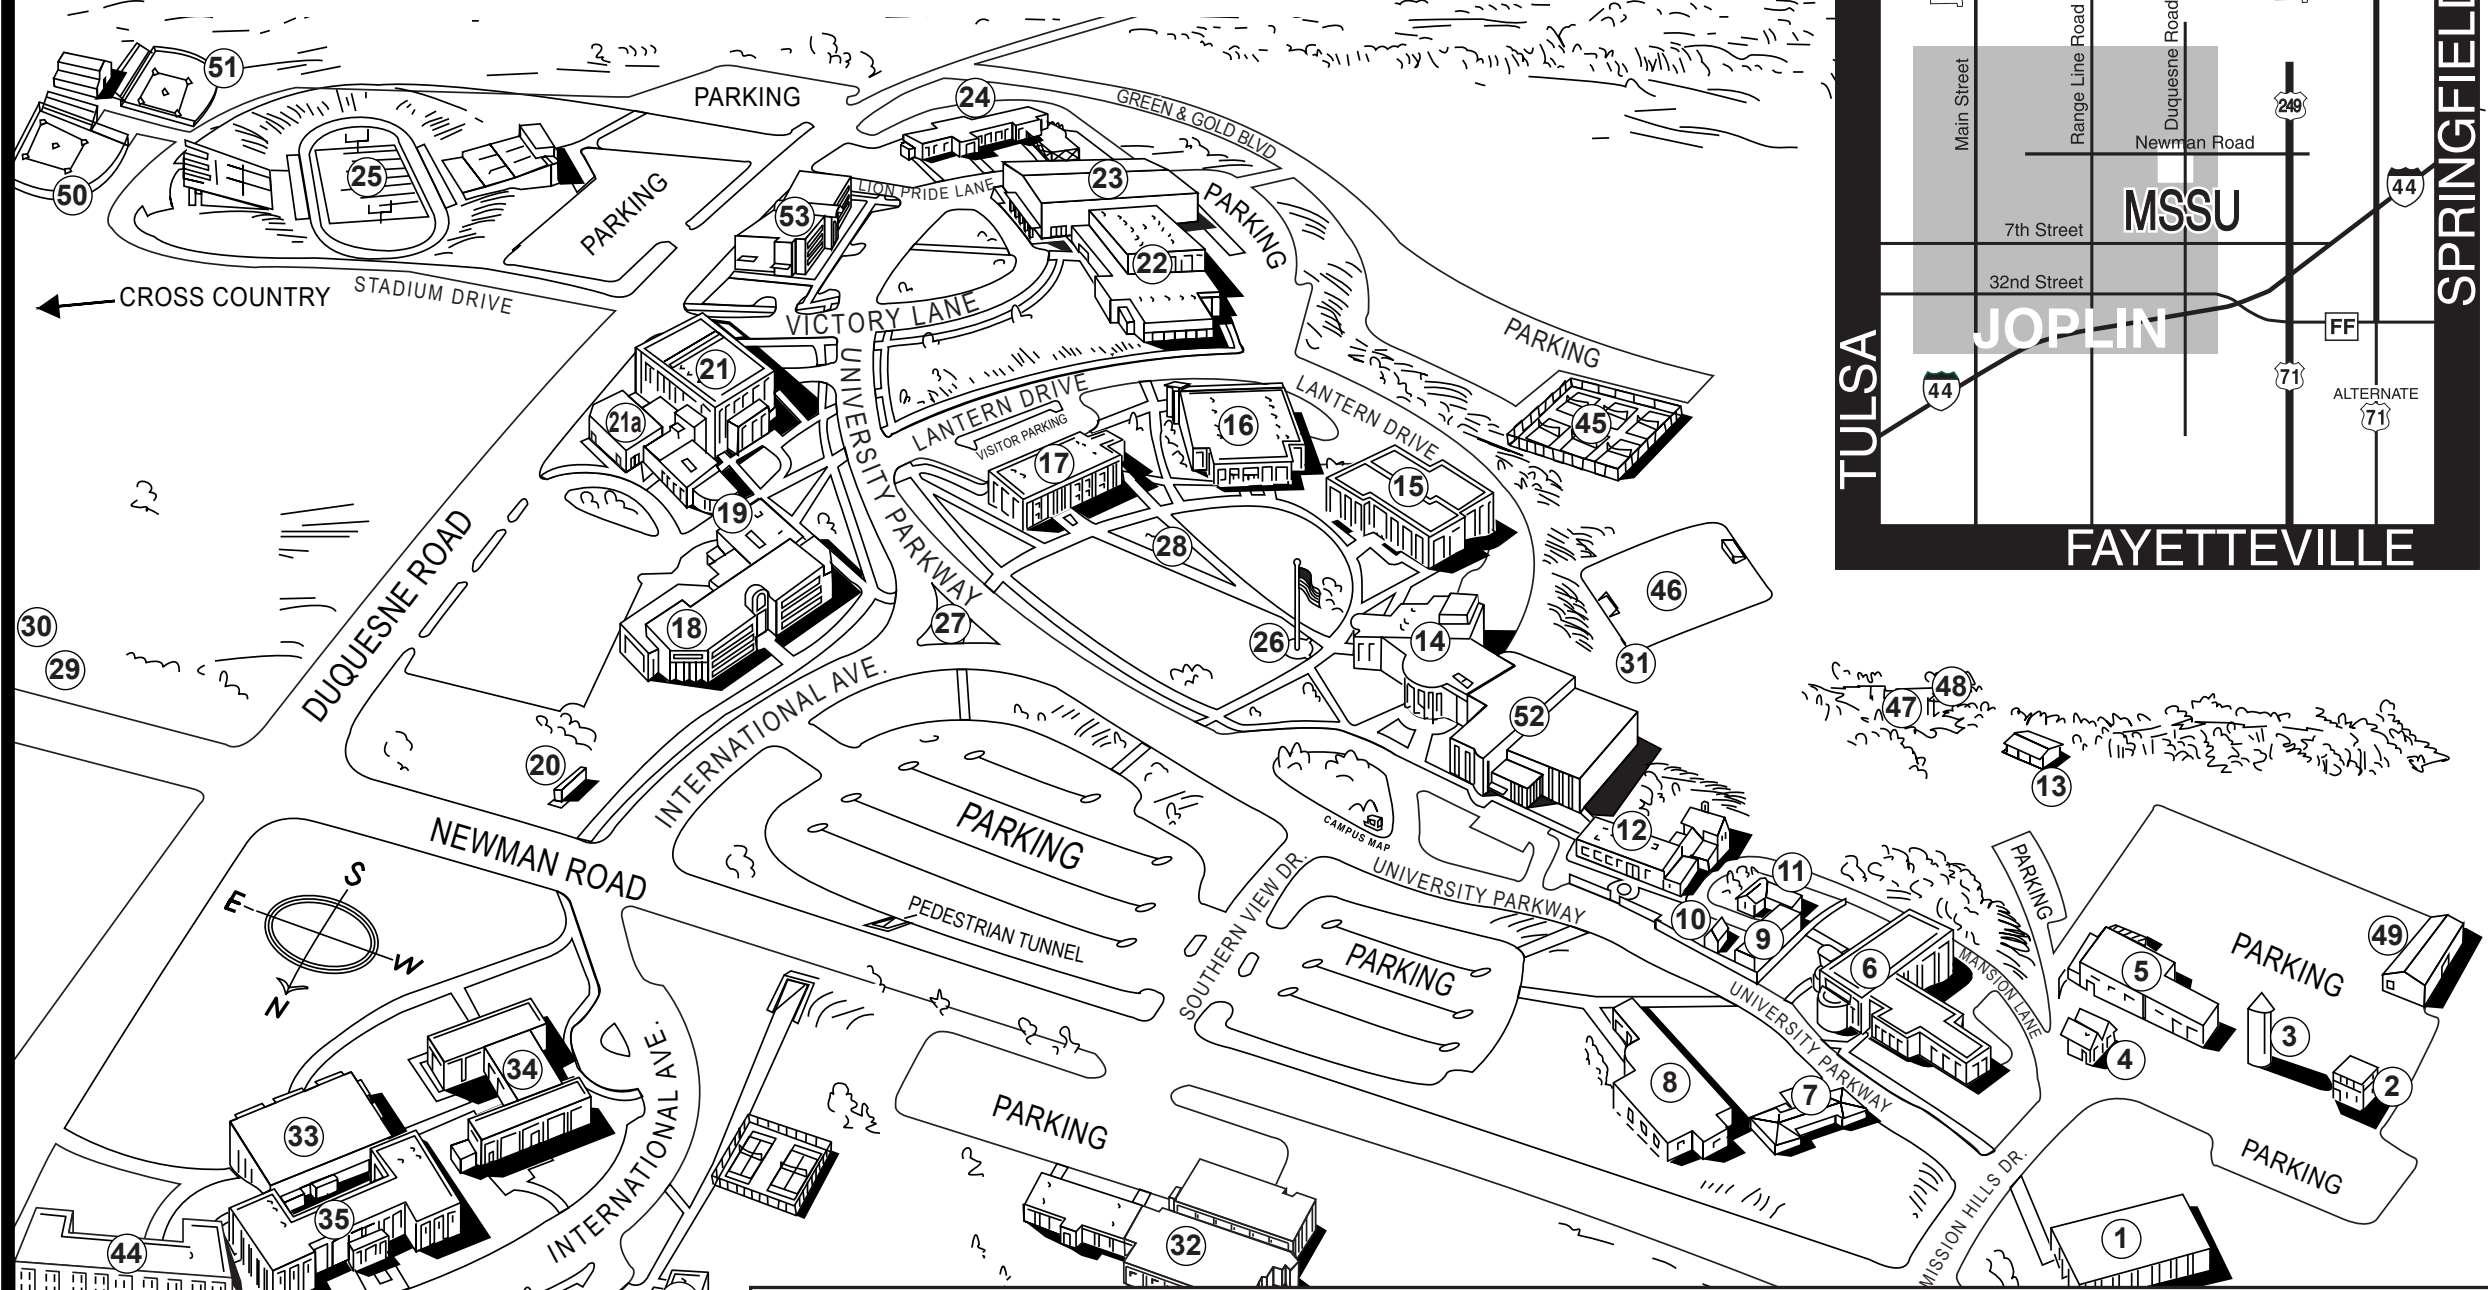 51
50
25
24
23
22
53
PARKING
PARKING
PARKING
GREEN & GOLD BLVD
LION PRIDE LANE
CROSS COUNTRY
STADIUM DRIVE
VICTORY LANE
PARKING
21
21a
19
18
UNIVERSITY PARKWAY
LANTERN DRIVE
VISITOR PARKING
LANTERN DRIVE
17
16
15
45
28
27
26
14
46
31
52
30
29
DUQUESNE ROAD
20
INTERNATIONAL AVE.
NEWMAN ROAD
PARKING
PEDESTRIAN TUNNEL
CAMPUS MAP
SOUTHERN VIEW DR.
UNIVERSITY PARKWAY
PARKING
12
11
10
9
6
47
48
13
PARKING
MANSION LANE
UNIVERSITY PARKWAY
5
PARKING
49
4
3
2
8
7
PARKING
MISSION HILLS DR.
1
S
E
W
N
34
33
35
44
INTERNATIONAL AVE.
PARKING
32
Main Street
Range Line Road
Duquesne Road
249
Newman Road
MSSU
44
7th Street
32nd Street
JOPLIN
FF
44
71
ALTERNATE
71
TULSA
SPRINGFIELD
FAYETTEVILLE